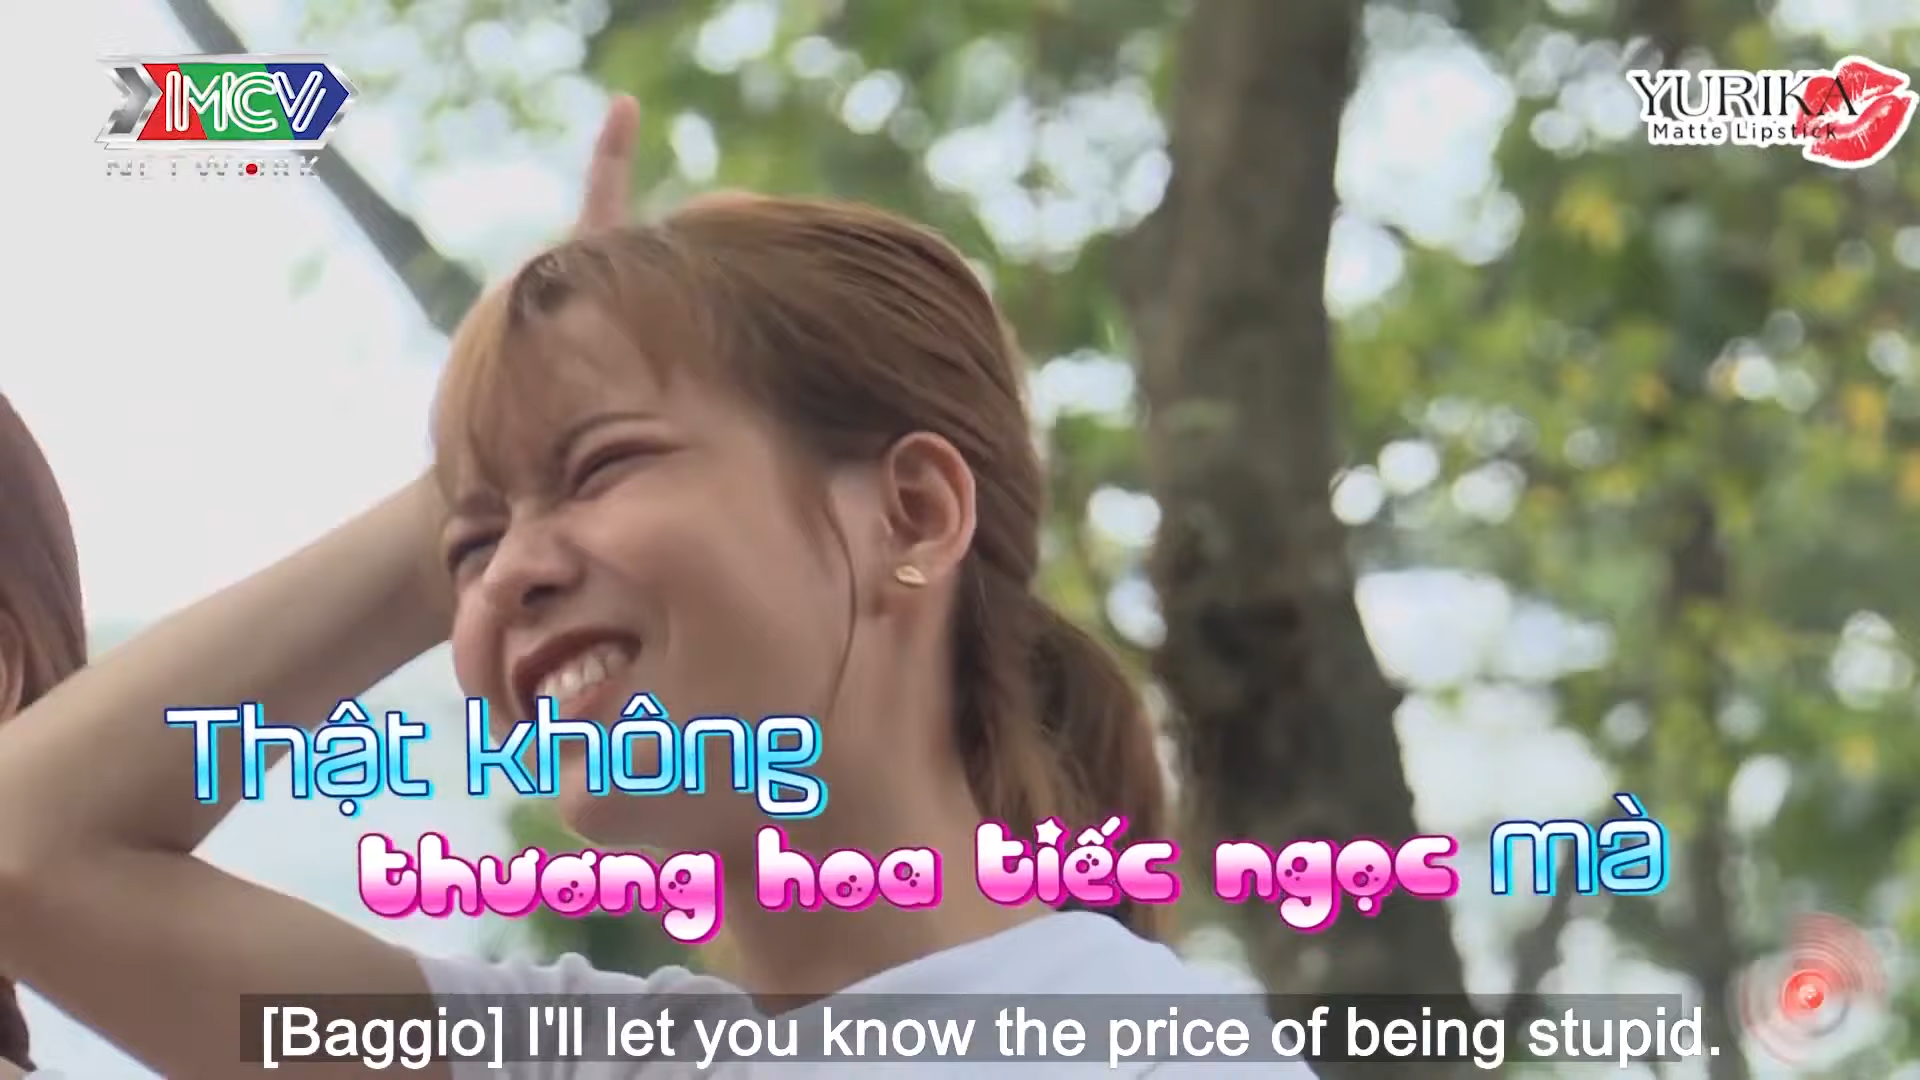 MCV
NETWORK
YURIKA
Matte Lipstick
Thật không
thương hoa tiếc ngọc mà
[Baggio] I'll let you know the price of being stupid.